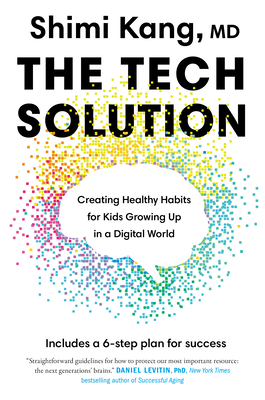 Shimi Kang, MD
THE TECH
SOLUTION
Creating Healthy Habits
for Kids Growing Up
in a Digital World
Includes a 6-step plan for success
"Straightforward guidelines for how to protect our most important resource:
the next generations' brains." DANIEL LEVITIN, PhD, New York Times
bestselling author of Successful Aging